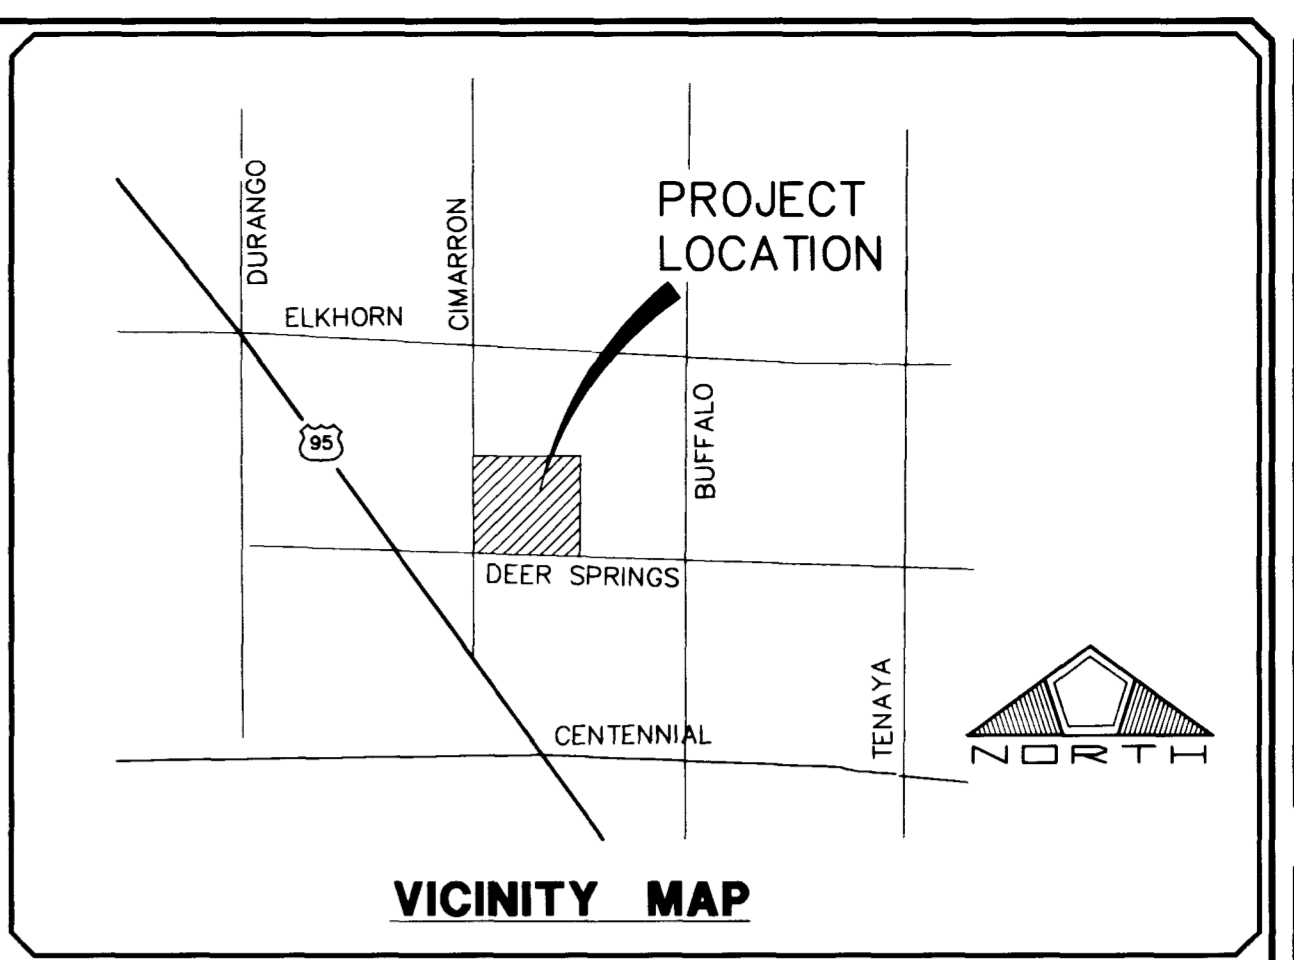 DURANGO
CIMARRON
PROJECT
LOCATION
ELKHORN
95
BUFFALO
DEER SPRINGS
TENAYA
CENTENNIAL
NORTH
VICINITY MAP